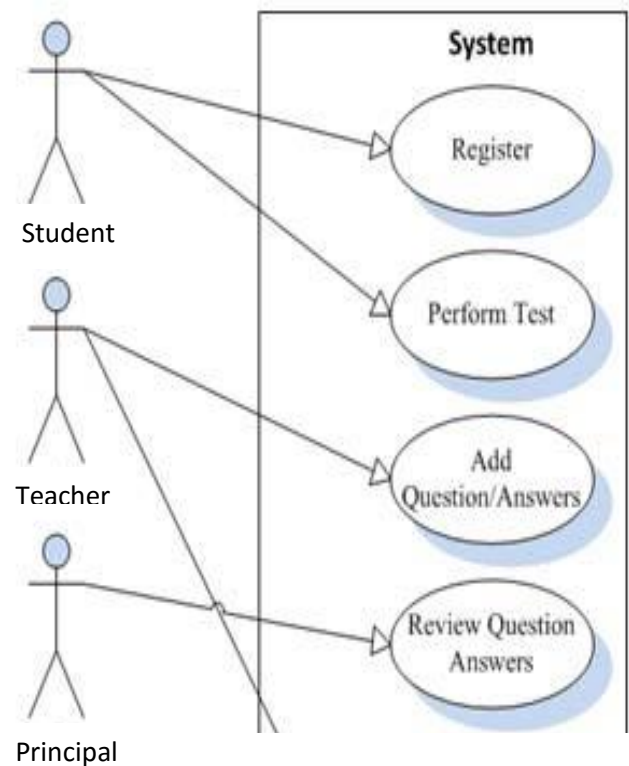 System
Register
Student
Perform Test
Teacher
Add
Question/Answers
Review Question
Answers
Principal